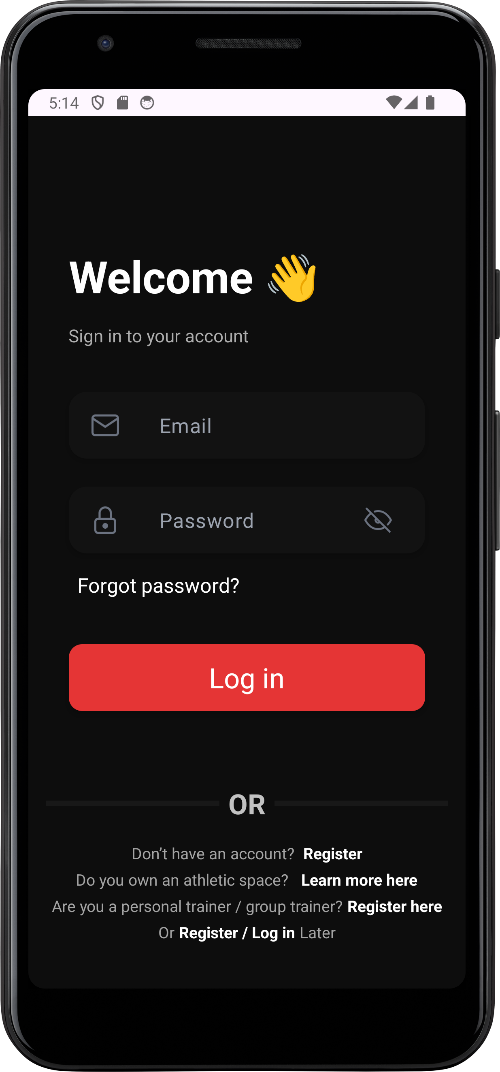 5:14
Welcome 👋
Sign in to your account
Email
Password
Forgot password?
Log in
OR
Don't have an account? Register
Do you own an athletic space? Learn more here
Are you a personal trainer / group trainer? Register here
Or Register / Log in Later